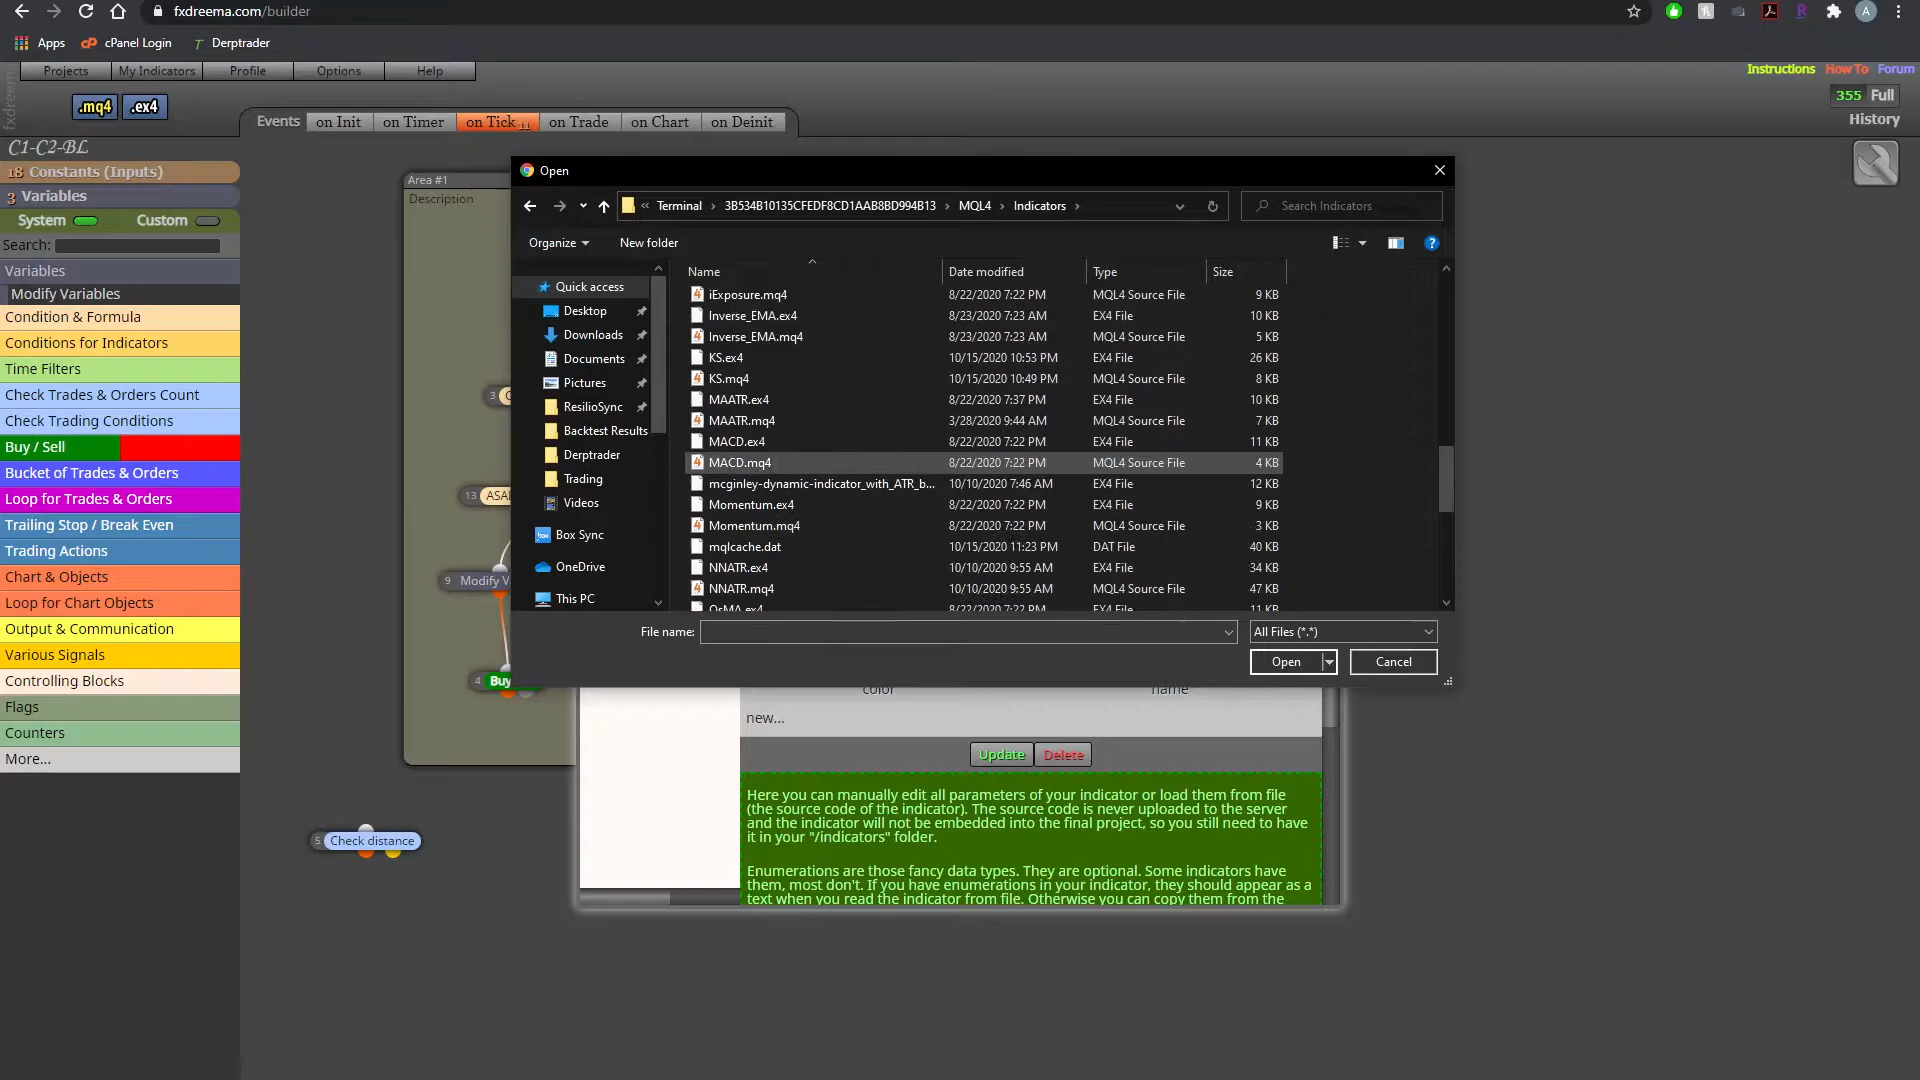 fxdreema.com/builder
A
Apps
cPanel Login
Derptrader
fxdreema
Projects
My Indicators
Profile
Options
Help
Instructions
How To
Forum
.mq4
.ex4
355 Full
History
Events
on Init
on Timer
on Tick 11
on Trade
on Chart
on Deinit
C1-C2-BL
18 Constants (Inputs)
3 Variables
System
Custom
Search:
Variables
Modify Variables
Condition & Formula
Conditions for Indicators
Time Filters
Check Trades & Orders Count
Check Trading Conditions
Buy / Sell
Bucket of Trades & Orders
Loop for Trades & Orders
Trailing Stop / Break Even
Trading Actions
Chart & Objects
Loop for Chart Objects
Output & Communication
Various Signals
Controlling Blocks
Flags
Counters
More...
Area #1
Description
3
13
9 Modify V
4 Buy
5 Check distance
Open
Terminal
3B534B10135CFEDF8CD1AAB8BD994B13
MQL4
Indicators
Search Indicators
Organize
New folder
Quick access
Desktop
Downloads
Documents
Pictures
ResilioSync
Backtest Results
Derptrader
Trading
Videos
Box Sync
OneDrive
This PC
Name Date modified Type Size
iExposure.mq4 8/22/2020 7:22 PM MQL4 Source File 9 KB
Inverse_EMA.ex4 8/23/2020 7:23 AM EX4 File 10 KB
Inverse_EMA.mq4 8/23/2020 7:23 AM MQL4 Source File 5 KB
KS.ex4 10/15/2020 10:53 PM EX4 File 26 KB
KS.mq4 10/15/2020 10:49 PM MQL4 Source File 8 KB
MAATR.ex4 8/22/2020 7:37 PM EX4 File 10 KB
MAATR.mq4 3/28/2020 9:44 AM MQL4 Source File 7 KB
MACD.ex4 8/22/2020 7:22 PM EX4 File 11 KB
MACD.mq4 8/22/2020 7:22 PM MQL4 Source File 4 KB
mcginley-dynamic-indicator_with_ATR_b... 10/10/2020 7:46 AM EX4 File 12 KB
Momentum.ex4 8/22/2020 7:22 PM EX4 File 9 KB
Momentum.mq4 8/22/2020 7:22 PM MQL4 Source File 3 KB
mqlcache.dat 10/15/2020 11:23 PM DAT File 40 KB
NNATR.ex4 10/10/2020 9:55 AM EX4 File 34 KB
NNATR.mq4 10/10/2020 9:55 AM MQL4 Source File 47 KB
OsMA.ex4 8/22/2020 7:22 PM EX4 File 11 KB
File name:
All Files (*.*)
Open
Cancel
color name
new...
Update
Delete
Here you can manually edit all parameters of your indicator or load them from file
(the source code of the indicator). The source code is never uploaded to the server
and the indicator will not be embedded into the final project, so you still need to have
it in your "/indicators" folder.
Enumerations are those fancy data types. They are optional. Some indicators have
them, most don't. If you have enumerations in your indicator, they should appear as a
text when you read the indicator from file. Otherwise you can copy them from the